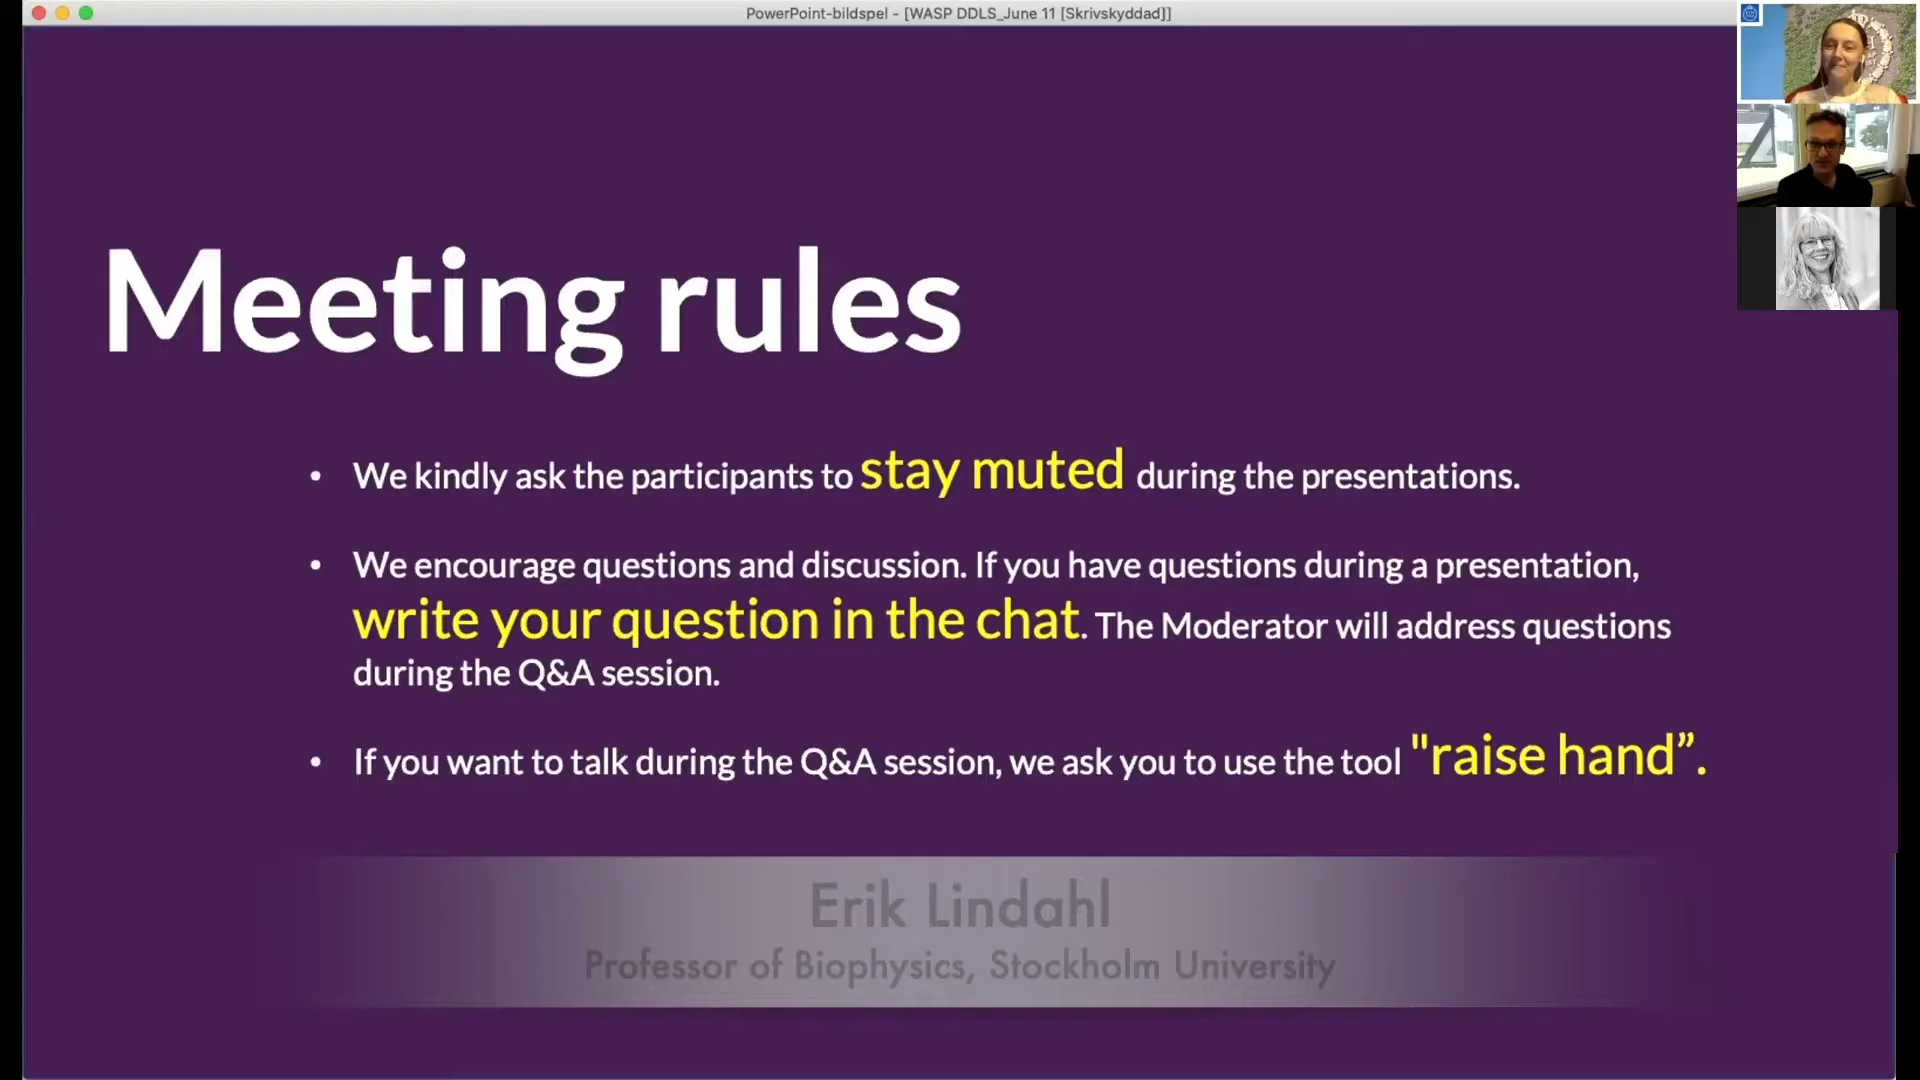 PowerPoint-bildspel - [WASP DDLS_June 11 [Skrivskyddad]]
Meeting rules
• We kindly ask the participants to stay muted during the presentations.
• We encourage questions and discussion. If you have questions during a presentation,
write your question in the chat. The Moderator will address questions
during the Q&A session.
• If you want to talk during the Q&A session, we ask you to use the tool "raise hand”.
Erik Lindahl
Professor of Biophysics, Stockholm University